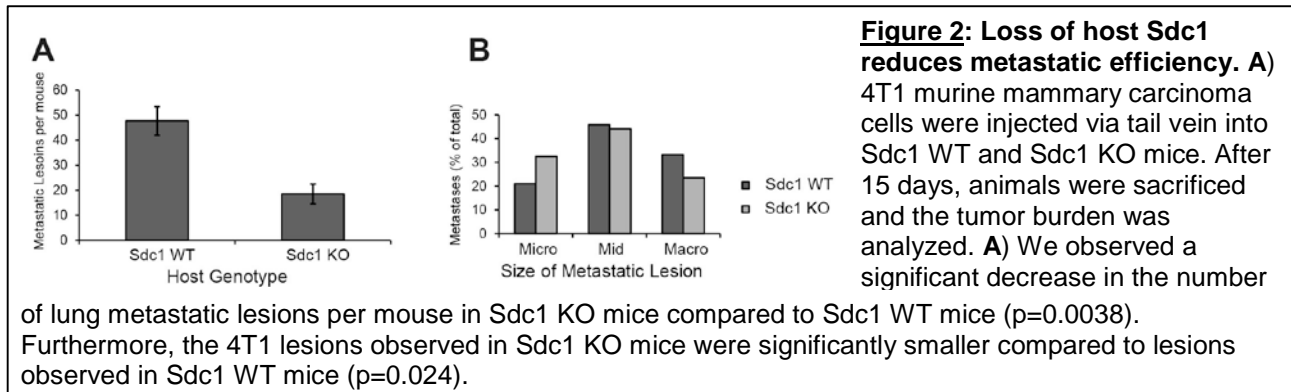 A
Metastatic Lesoins per mouse
60
50
40
30
20
10
0
Sdc1 WT
Sdc1 KO
Host Genotype
B
Metastases (% of total)
50
40
30
20
10
0
Micro
Mid
Macro
Size of Metastatic Lesion
Sdc1 WT
Sdc1 KO
Figure 2: Loss of host Sdc1
reduces metastatic efficiency. A)
4T1 murine mammary carcinoma
cells were injected via tail vein into
Sdc1 WT and Sdc1 KO mice. After
15 days, animals were sacrificed
and the tumor burden was
analyzed. A) We observed a
significant decrease in the number
of lung metastatic lesions per mouse in Sdc1 KO mice compared to Sdc1 WT mice (p=0.0038).
Furthermore, the 4T1 lesions observed in Sdc1 KO mice were significantly smaller compared to lesions
observed in Sdc1 WT mice (p=0.024).